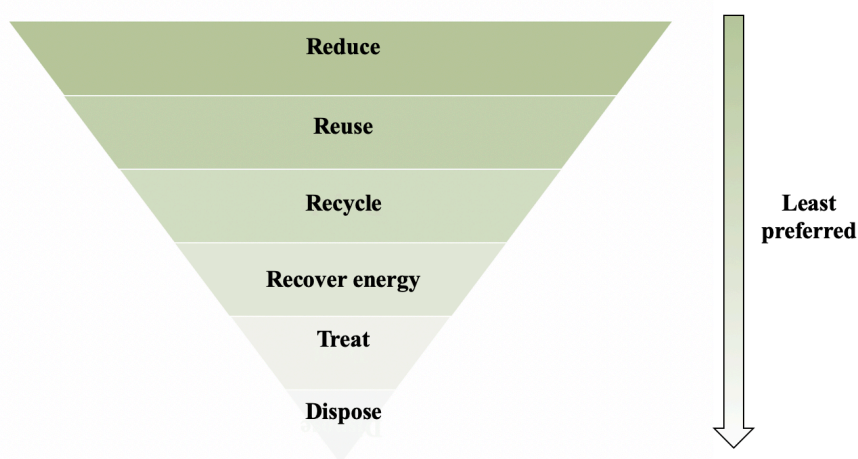 Reduce
Reuse
Recycle
Recover energy
Treat
Dispose
Least
preferred